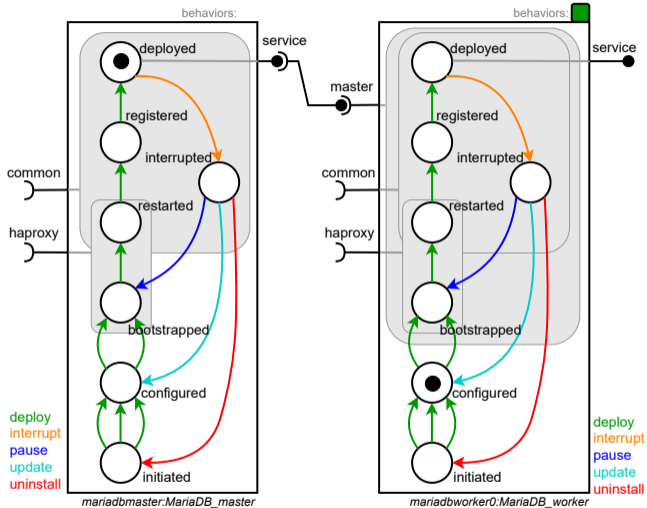 behaviors:
deployed
service
registered
interrupted
common
restarted
haproxy
bootstrapped
configured
deploy
interrupt
pause
update
uninstall
initiated
mariadbmaster:MariaDB_master
behaviors:
deployed
service
master
registered
interrupted
common
restarted
haproxy
bootstrapped
configured
deploy
interrupt
pause
update
uninstall
initiated
mariadbworker0:MariaDB_worker